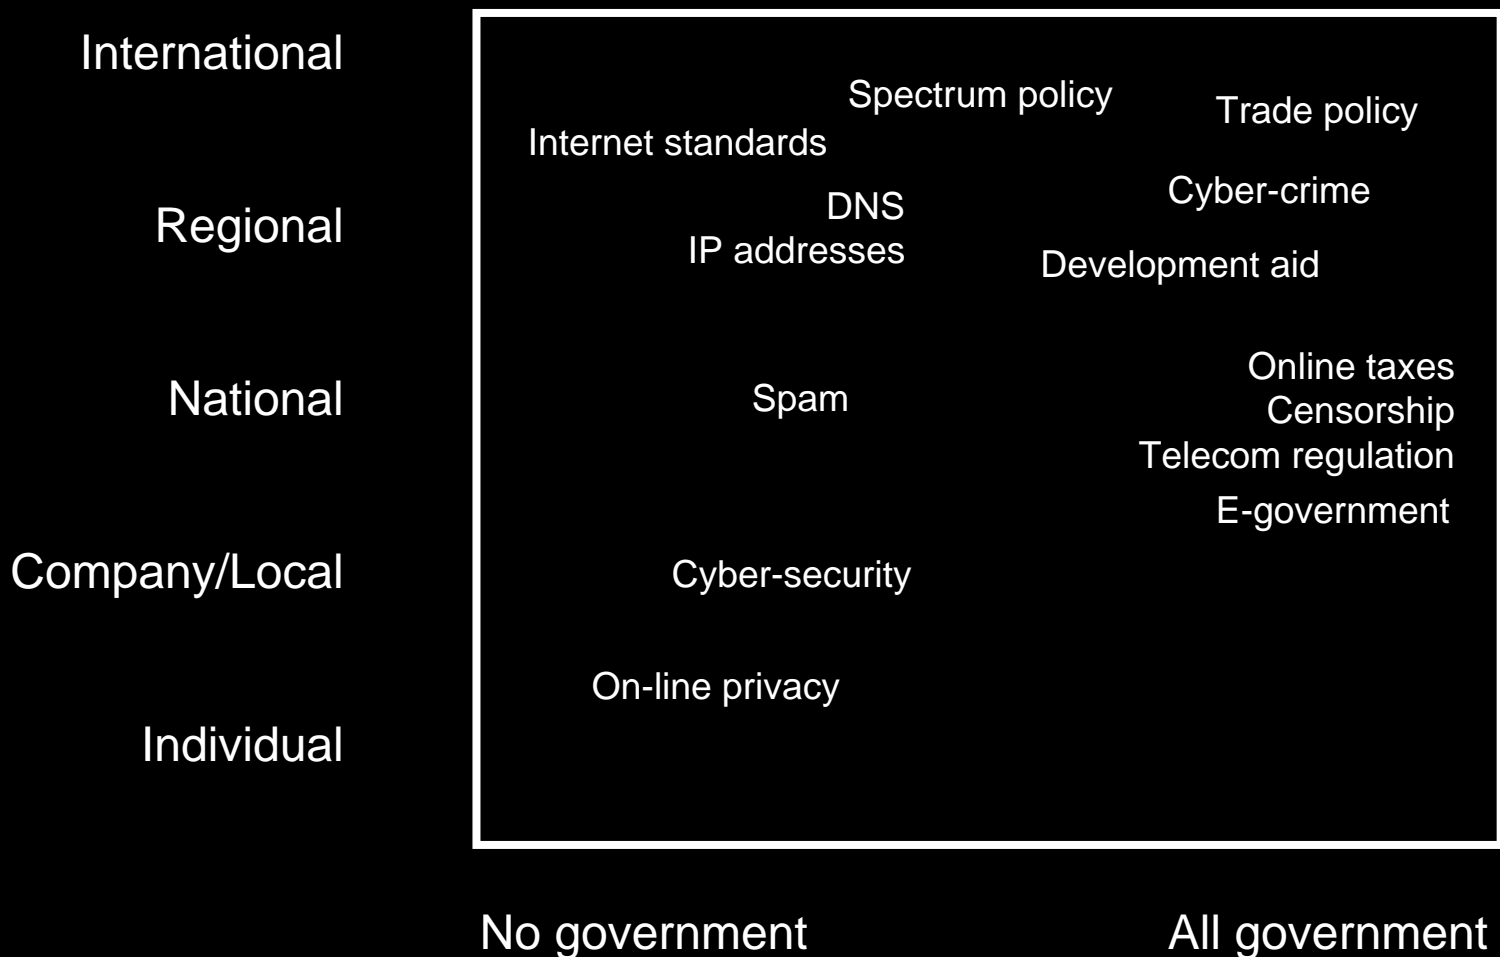 International
Spectrum policy
Trade policy
Internet standards
Cyber-crime
DNS
Regional
IP addresses
Development aid
Online taxes
National
Spam
Censorship
Telecom regulation
E-government
Company/Local
Cyber-security
On-line privacy
Individual
No government
All government